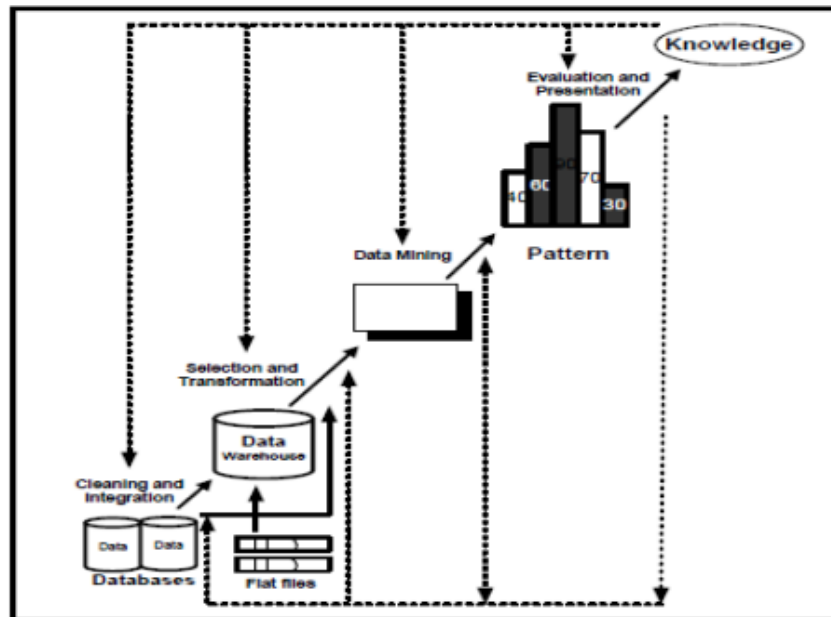 Knowledge
Evaluation and
Presentation
40
60
90
70
30
Pattern
Data Mining
Selection and
Transformation
Data
Warehouse
Cleaning and
Integration
Data
Data
Databases
Flat files